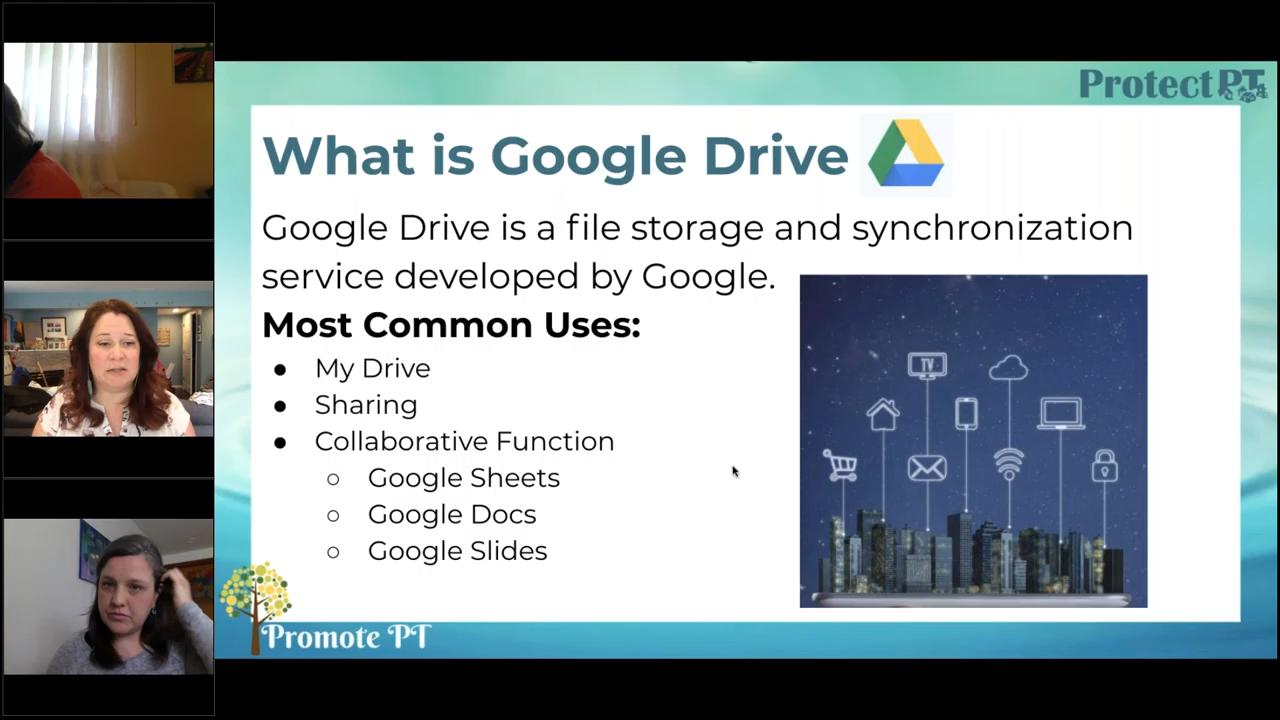 Protect PT
What is Google Drive
Google Drive is a file storage and synchronization
service developed by Google.
Most Common Uses:
● My Drive
● Sharing
● Collaborative Function
○ Google Sheets
○ Google Docs
○ Google Slides
TV
Promote PT